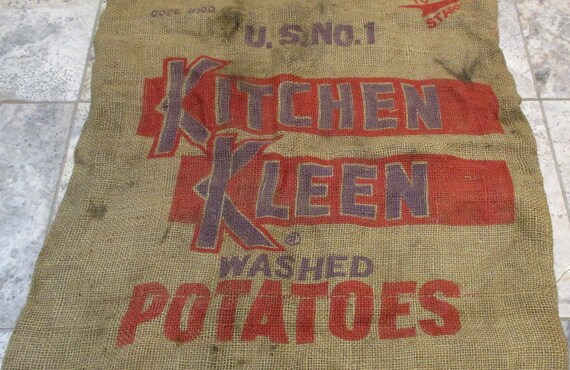 U.S. NO. 1
KITCHEN
KLEEN
®
WASHED
POTATOES